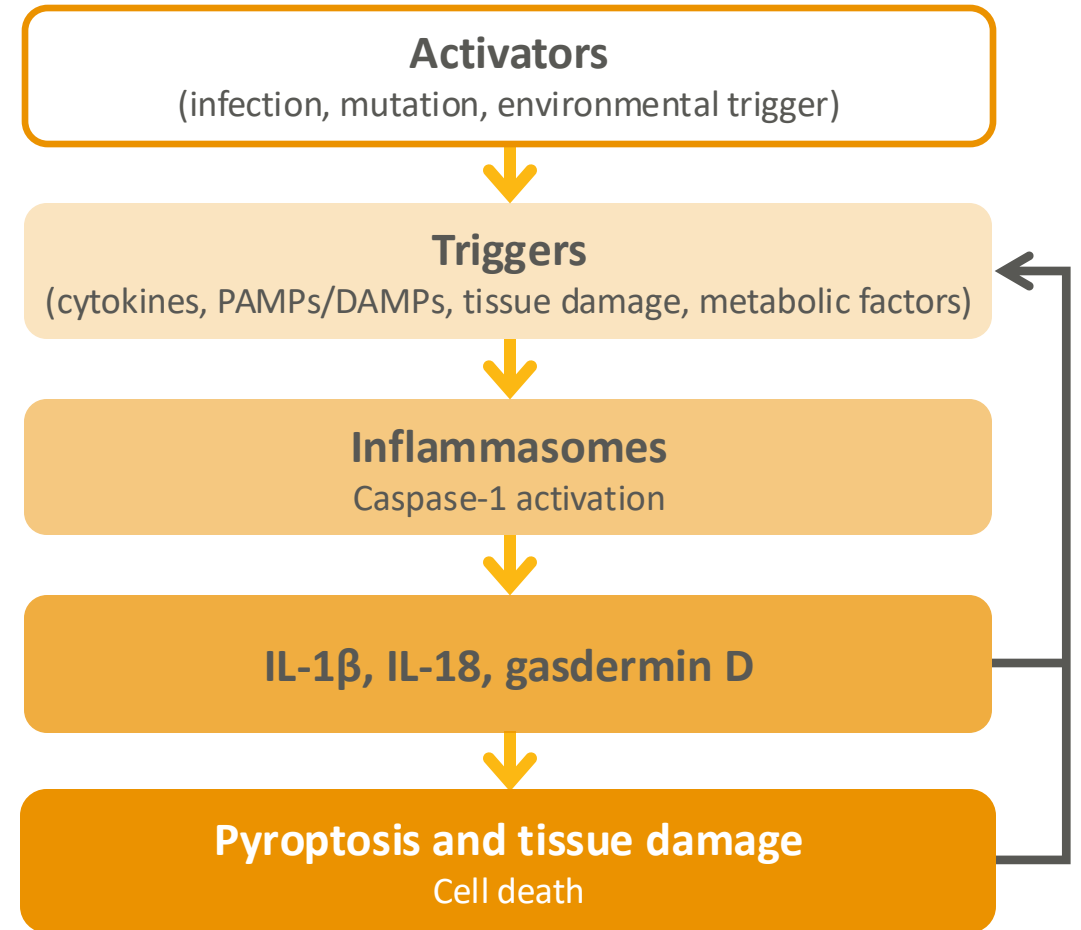 Activators
(infection, mutation, environmental trigger)
Triggers
(cytokines, PAMPs/DAMPs, tissue damage, metabolic factors)
Inflammasomes
Caspase-1 activation
IL-1β, IL-18, gasdermin D
Pyroptosis and tissue damage
Cell death